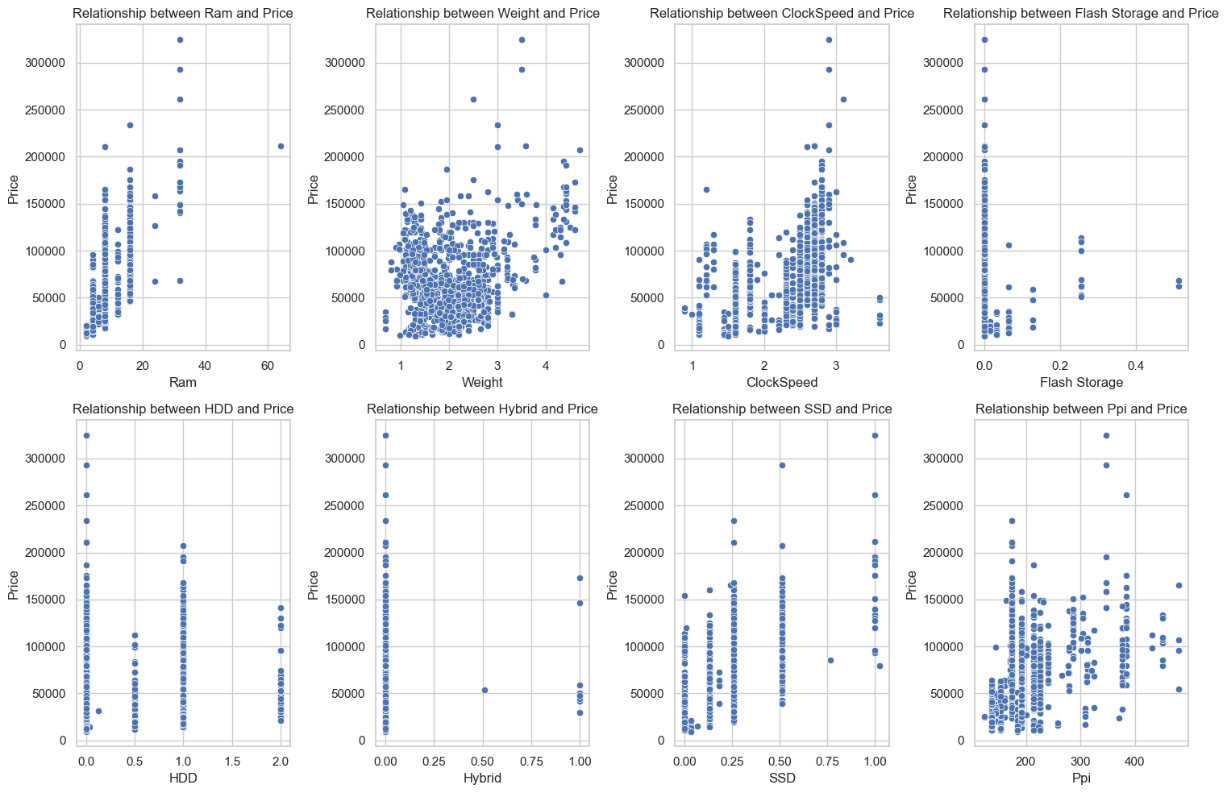 Relationship between Ram and Price
Relationship between Weight and Price
Relationship between ClockSpeed and Price
Relationship between Flash Storage and Price
300000
250000
200000
150000
100000
50000
0
Price
0 20 40 60
Ram
300000
250000
200000
150000
100000
50000
0
Price
1 2 3 4
Weight
300000
250000
200000
150000
100000
50000
0
Price
1 2 3
ClockSpeed
300000
250000
200000
150000
100000
50000
0
Price
0.0 0.2 0.4
Flash Storage
Relationship between HDD and Price
Relationship between Hybrid and Price
Relationship between SSD and Price
Relationship between Ppi and Price
300000
250000
200000
150000
100000
50000
0
Price
0.0 0.5 1.0 1.5 2.0
HDD
300000
250000
200000
150000
100000
50000
0
Price
0.00 0.25 0.50 0.75 1.00
Hybrid
300000
250000
200000
150000
100000
50000
0
Price
0.00 0.25 0.50 0.75 1.00
SSD
300000
250000
200000
150000
100000
50000
0
Price
200 300 400
Ppi